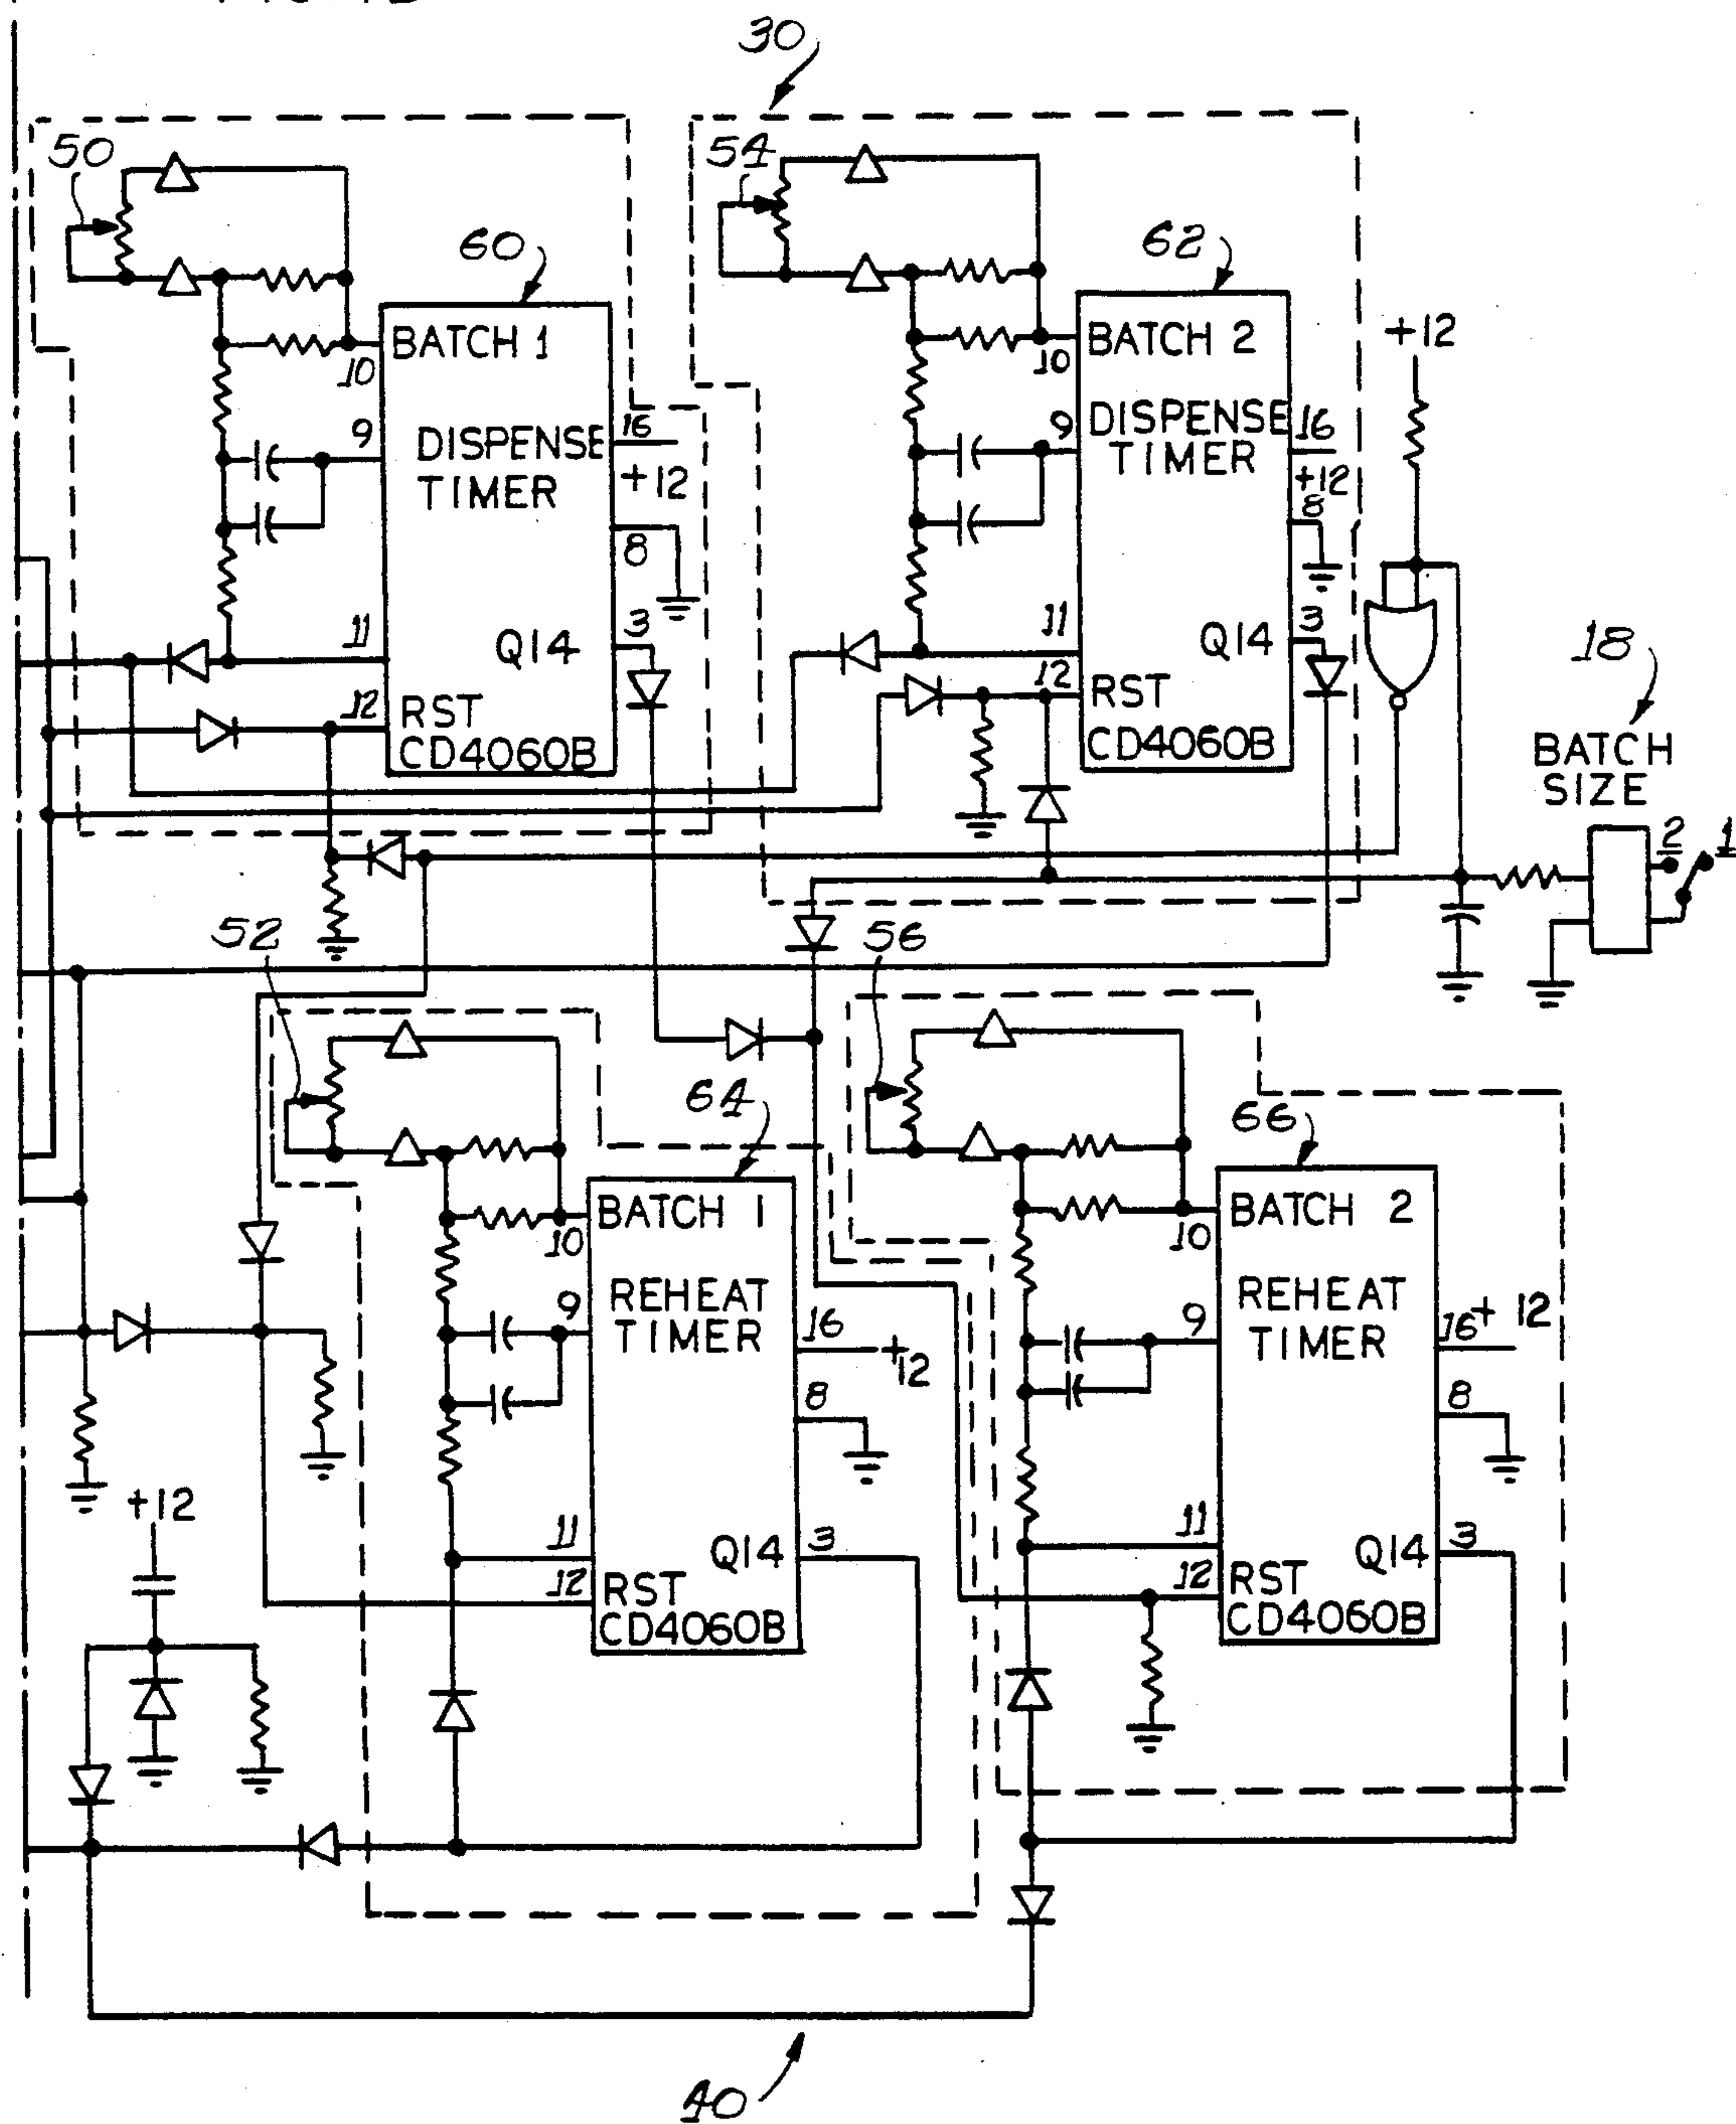 30
50
54
60
62
BATCH 1
10
9
DISPENSE
TIMER
16
+12
8
11
Q14
3
12
RST
CD4060B
BATCH 2
10
9
DISPENSE
TIMER
16
+12
8
11
Q14
3
12
RST
CD4060B
+12
18
BATCH
SIZE
2
1
52
56
64
66
BATCH 1
10
9
REHEAT
TIMER
16
+12
8
11
Q14
3
12
RST
CD4060B
BATCH 2
10
9
REHEAT
TIMER
16
+12
8
11
Q14
3
12
RST
CD4060B
+12
40